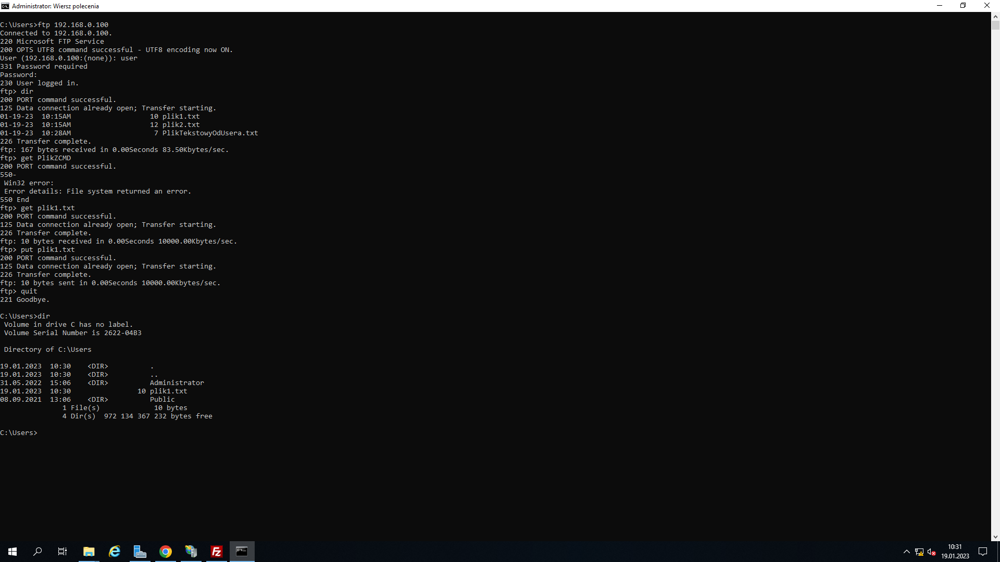 Administrator: Wiersz polecenia
C:\Users>ftp 192.168.0.100
Connected to 192.168.0.100.
220 Microsoft FTP Service
200 OPTS UTF8 command successful - UTF8 encoding now ON.
User (192.168.0.100:(none)): user
331 Password required
Password:
230 User logged in.
ftp> dir
200 PORT command successful.
125 Data connection already open; Transfer starting.
01-19-23  10:15AM                   10 plik1.txt
01-19-23  10:15AM                   12 plik2.txt
01-19-23  10:28AM                    7 PlikTekstowyOdUsera.txt
226 Transfer complete.
ftp: 167 bytes received in 0.00Seconds 83.50Kbytes/sec.
ftp> get PlikZCMD
200 PORT command successful.
550-
 Win32 error:
 Error details: File system returned an error.
550 End
ftp> get plik1.txt
200 PORT command successful.
125 Data connection already open; Transfer starting.
226 Transfer complete.
ftp: 10 bytes received in 0.00Seconds 10000.00Kbytes/sec.
ftp> put plik1.txt
200 PORT command successful.
125 Data connection already open; Transfer starting.
226 Transfer complete.
ftp: 10 bytes sent in 0.00Seconds 10000.00Kbytes/sec.
ftp> quit
221 Goodbye.
C:\Users>dir
 Volume in drive C has no label.
 Volume Serial Number is 2622-04B3
 Directory of C:\Users
19.01.2023  10:30    <DIR>          .
19.01.2023  10:30    <DIR>          ..
31.05.2022  15:06    <DIR>          Administrator
19.01.2023  10:30                10 plik1.txt
08.09.2021  13:06    <DIR>          Public
               1 File(s)             10 bytes
               4 Dir(s)  972 134 367 232 bytes free
C:\Users>
10:31
19.01.2023